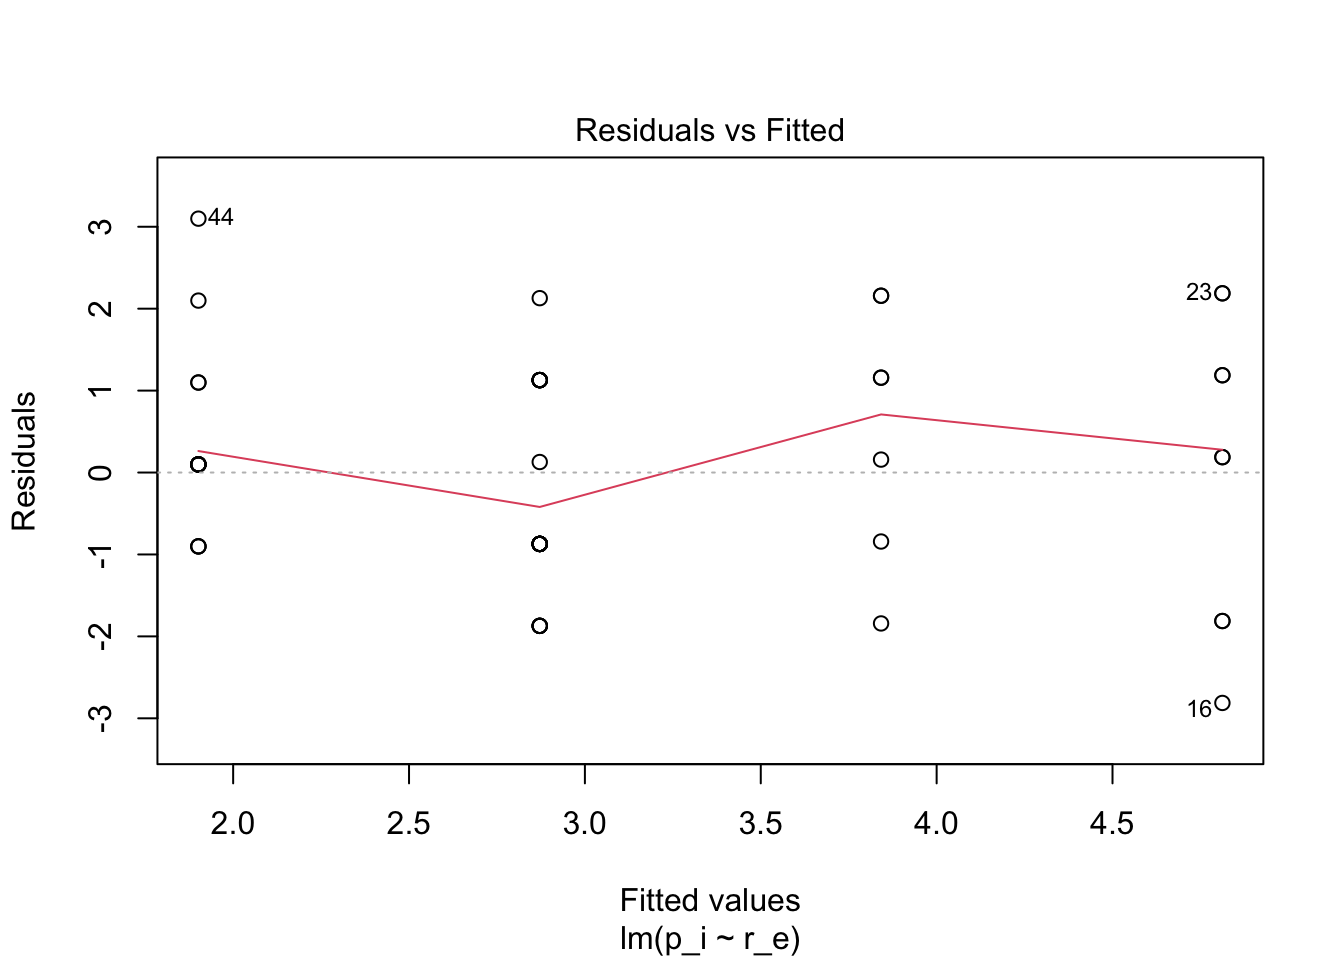 Residuals vs Fitted
Residuals
3
2
1
0
-1
-2
-3
44
23
16
2.0 2.5 3.0 3.5 4.0 4.5
Fitted values
lm(p_i ~ r_e)